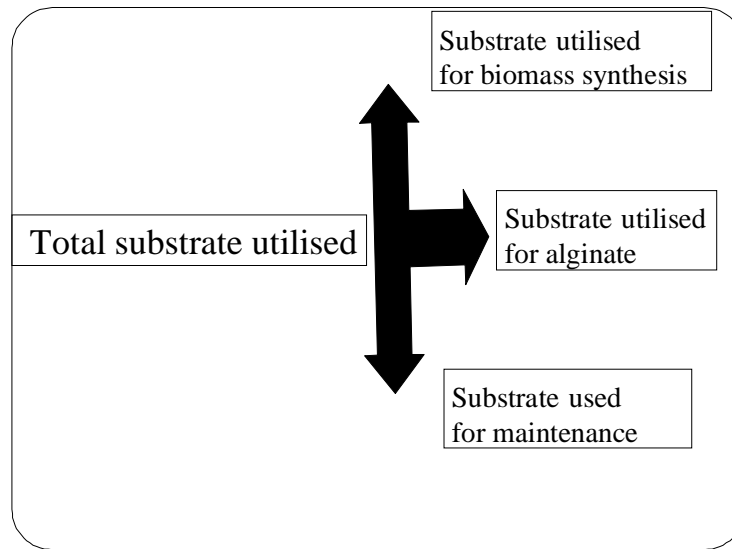 Substrate utilised
for biomass synthesis
Total substrate utilised
Substrate utilised
for alginate
Substrate used
for maintenance